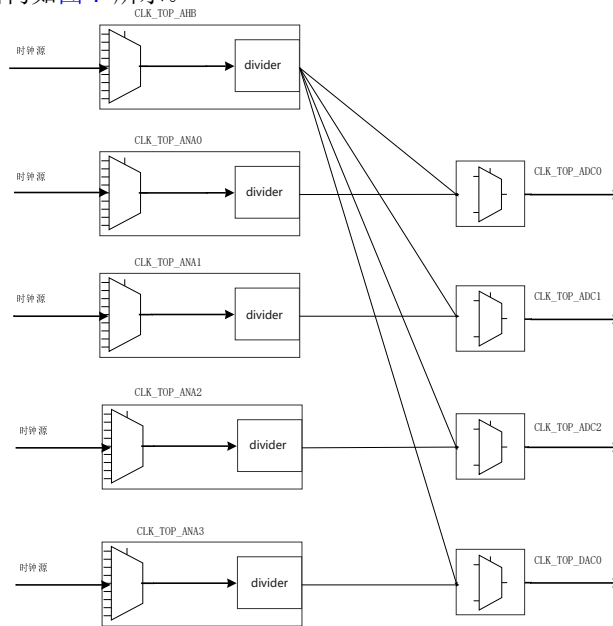 CLK_TOP_AHB
时钟源
divider
CLK_TOP_ANA0
时钟源
divider
CLK_TOP_ADC0
CLK_TOP_ANA1
时钟源
divider
CLK_TOP_ADC1
CLK_TOP_ANA2
时钟源
divider
CLK_TOP_ADC2
CLK_TOP_ANA3
时钟源
divider
CLK_TOP_DAC0